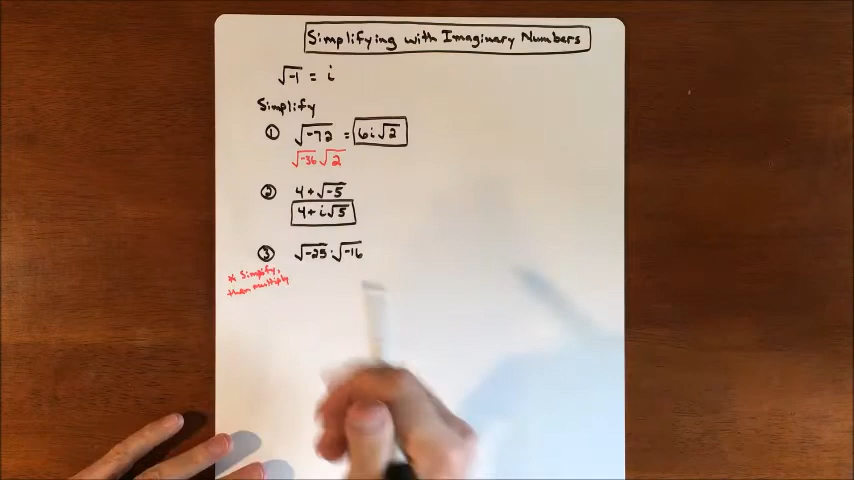 Simplifying with Imaginary Numbers
√-1 = i
Simplify
① √-72 = 6i√2
√-36 √2
② 4+√-5
4+i√5
③ √-25 · √-16
* Simplify,
then multiply